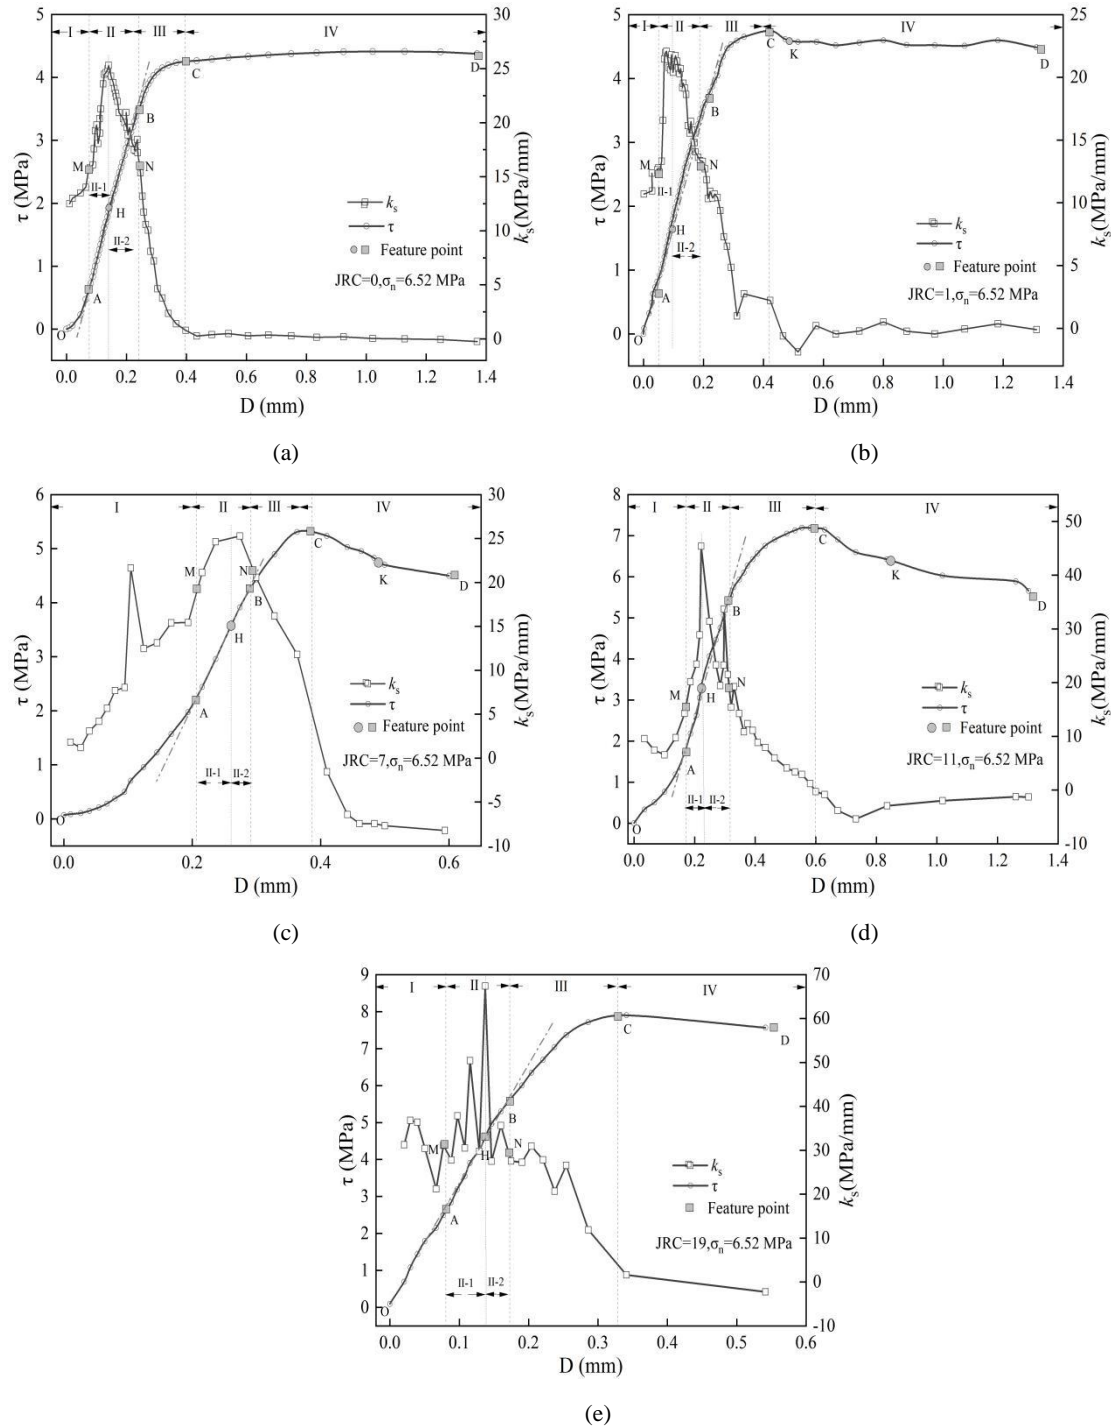 I II III IV
5
4
3
2
1
0
τ (MPa)
30
25
20
15
10
5
0
kₛ(MPa/mm)
M
II-1
H
II-2
A
O
B
N
C
D
kₛ
τ
Feature point
JRC=0,σₙ=6.52 MPa
0.0 0.2 0.4 0.6 0.8 1.0 1.2 1.4
D (mm)
(a)
I II III IV
5
4
3
2
1
0
τ (MPa)
25
20
15
10
5
0
kₛ(MPa/mm)
M
II-1
H
II-2
A
O
B
N
C
K
D
kₛ
τ
Feature point
JRC=1,σₙ=6.52 MPa
0.0 0.2 0.4 0.6 0.8 1.0 1.2 1.4
D (mm)
(b)
I II III IV
6
5
4
3
2
1
0
τ (MPa)
30
25
20
15
10
5
0
-5
-10
kₛ(MPa/mm)
M
N
B
H
A
O
C
K
D
II-1 II-2
kₛ
τ
Feature point
JRC=7,σₙ=6.52 MPa
0.0 0.2 0.4 0.6
D (mm)
(c)
I II III IV
8
7
6
5
4
3
2
1
0
τ (MPa)
50
40
30
20
10
0
-10
kₛ(MPa/mm)
M
H
N
B
A
O
C
K
D
II-1 II-2
kₛ
τ
Feature point
JRC=11,σₙ=6.52 MPa
0.0 0.2 0.4 0.6 0.8 1.0 1.2 1.4
D (mm)
(d)
I II III IV
9
8
7
6
5
4
3
2
1
0
τ (MPa)
70
60
50
40
30
20
10
0
-10
kₛ(MPa/mm)
M
H
N
B
A
O
C
D
II-1 II-2
kₛ
τ
Feature point
JRC=19,σₙ=6.52 MPa
0.0 0.1 0.2 0.3 0.4 0.5 0.6
D (mm)
(e)